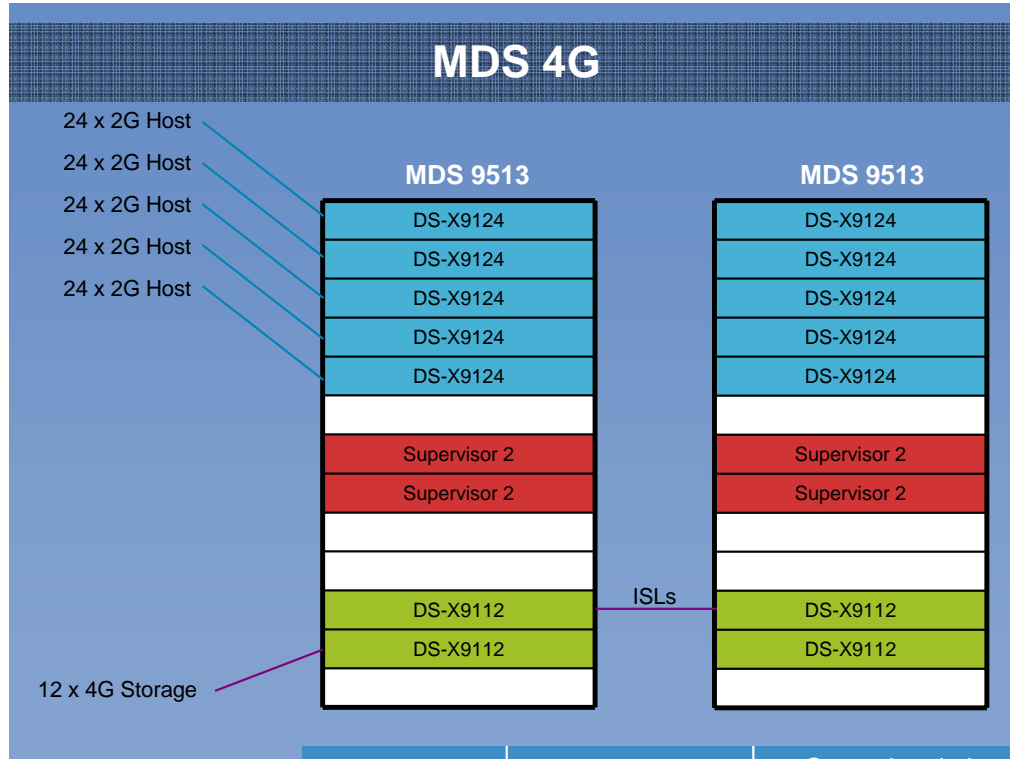 MDS 4G
24 x 2G Host
24 x 2G Host
24 x 2G Host
24 x 2G Host
24 x 2G Host
MDS 9513
DS-X9124
DS-X9124
DS-X9124
DS-X9124
DS-X9124
Supervisor 2
Supervisor 2
DS-X9112
DS-X9112
12 x 4G Storage
ISLs
MDS 9513
DS-X9124
DS-X9124
DS-X9124
DS-X9124
DS-X9124
Supervisor 2
Supervisor 2
DS-X9112
DS-X9112